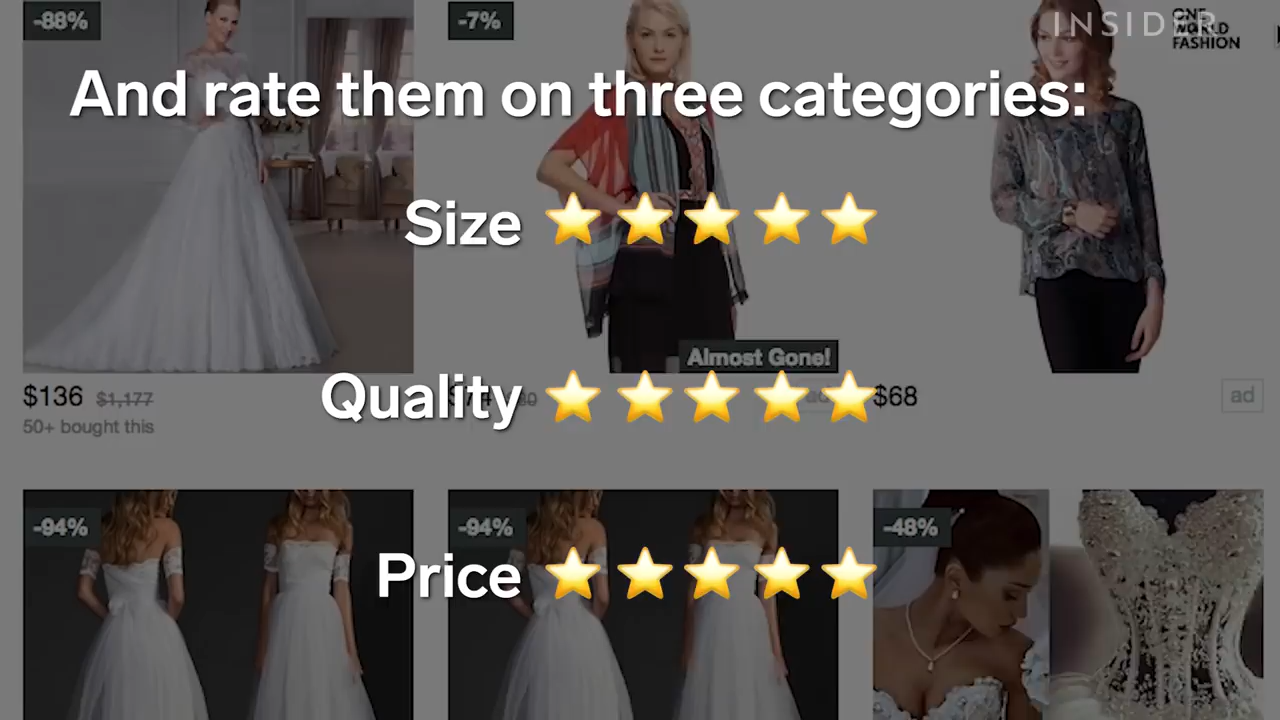 -88%
-7%
INSIDER
ONE
WORLD
FASHION
And rate them on three categories:
Size ⭐⭐⭐⭐⭐
Almost Gone!
$136 $1,177
Quality ⭐⭐⭐⭐⭐
$68
ad
50+ bought this
-94%
-94%
-48%
Price ⭐⭐⭐⭐⭐